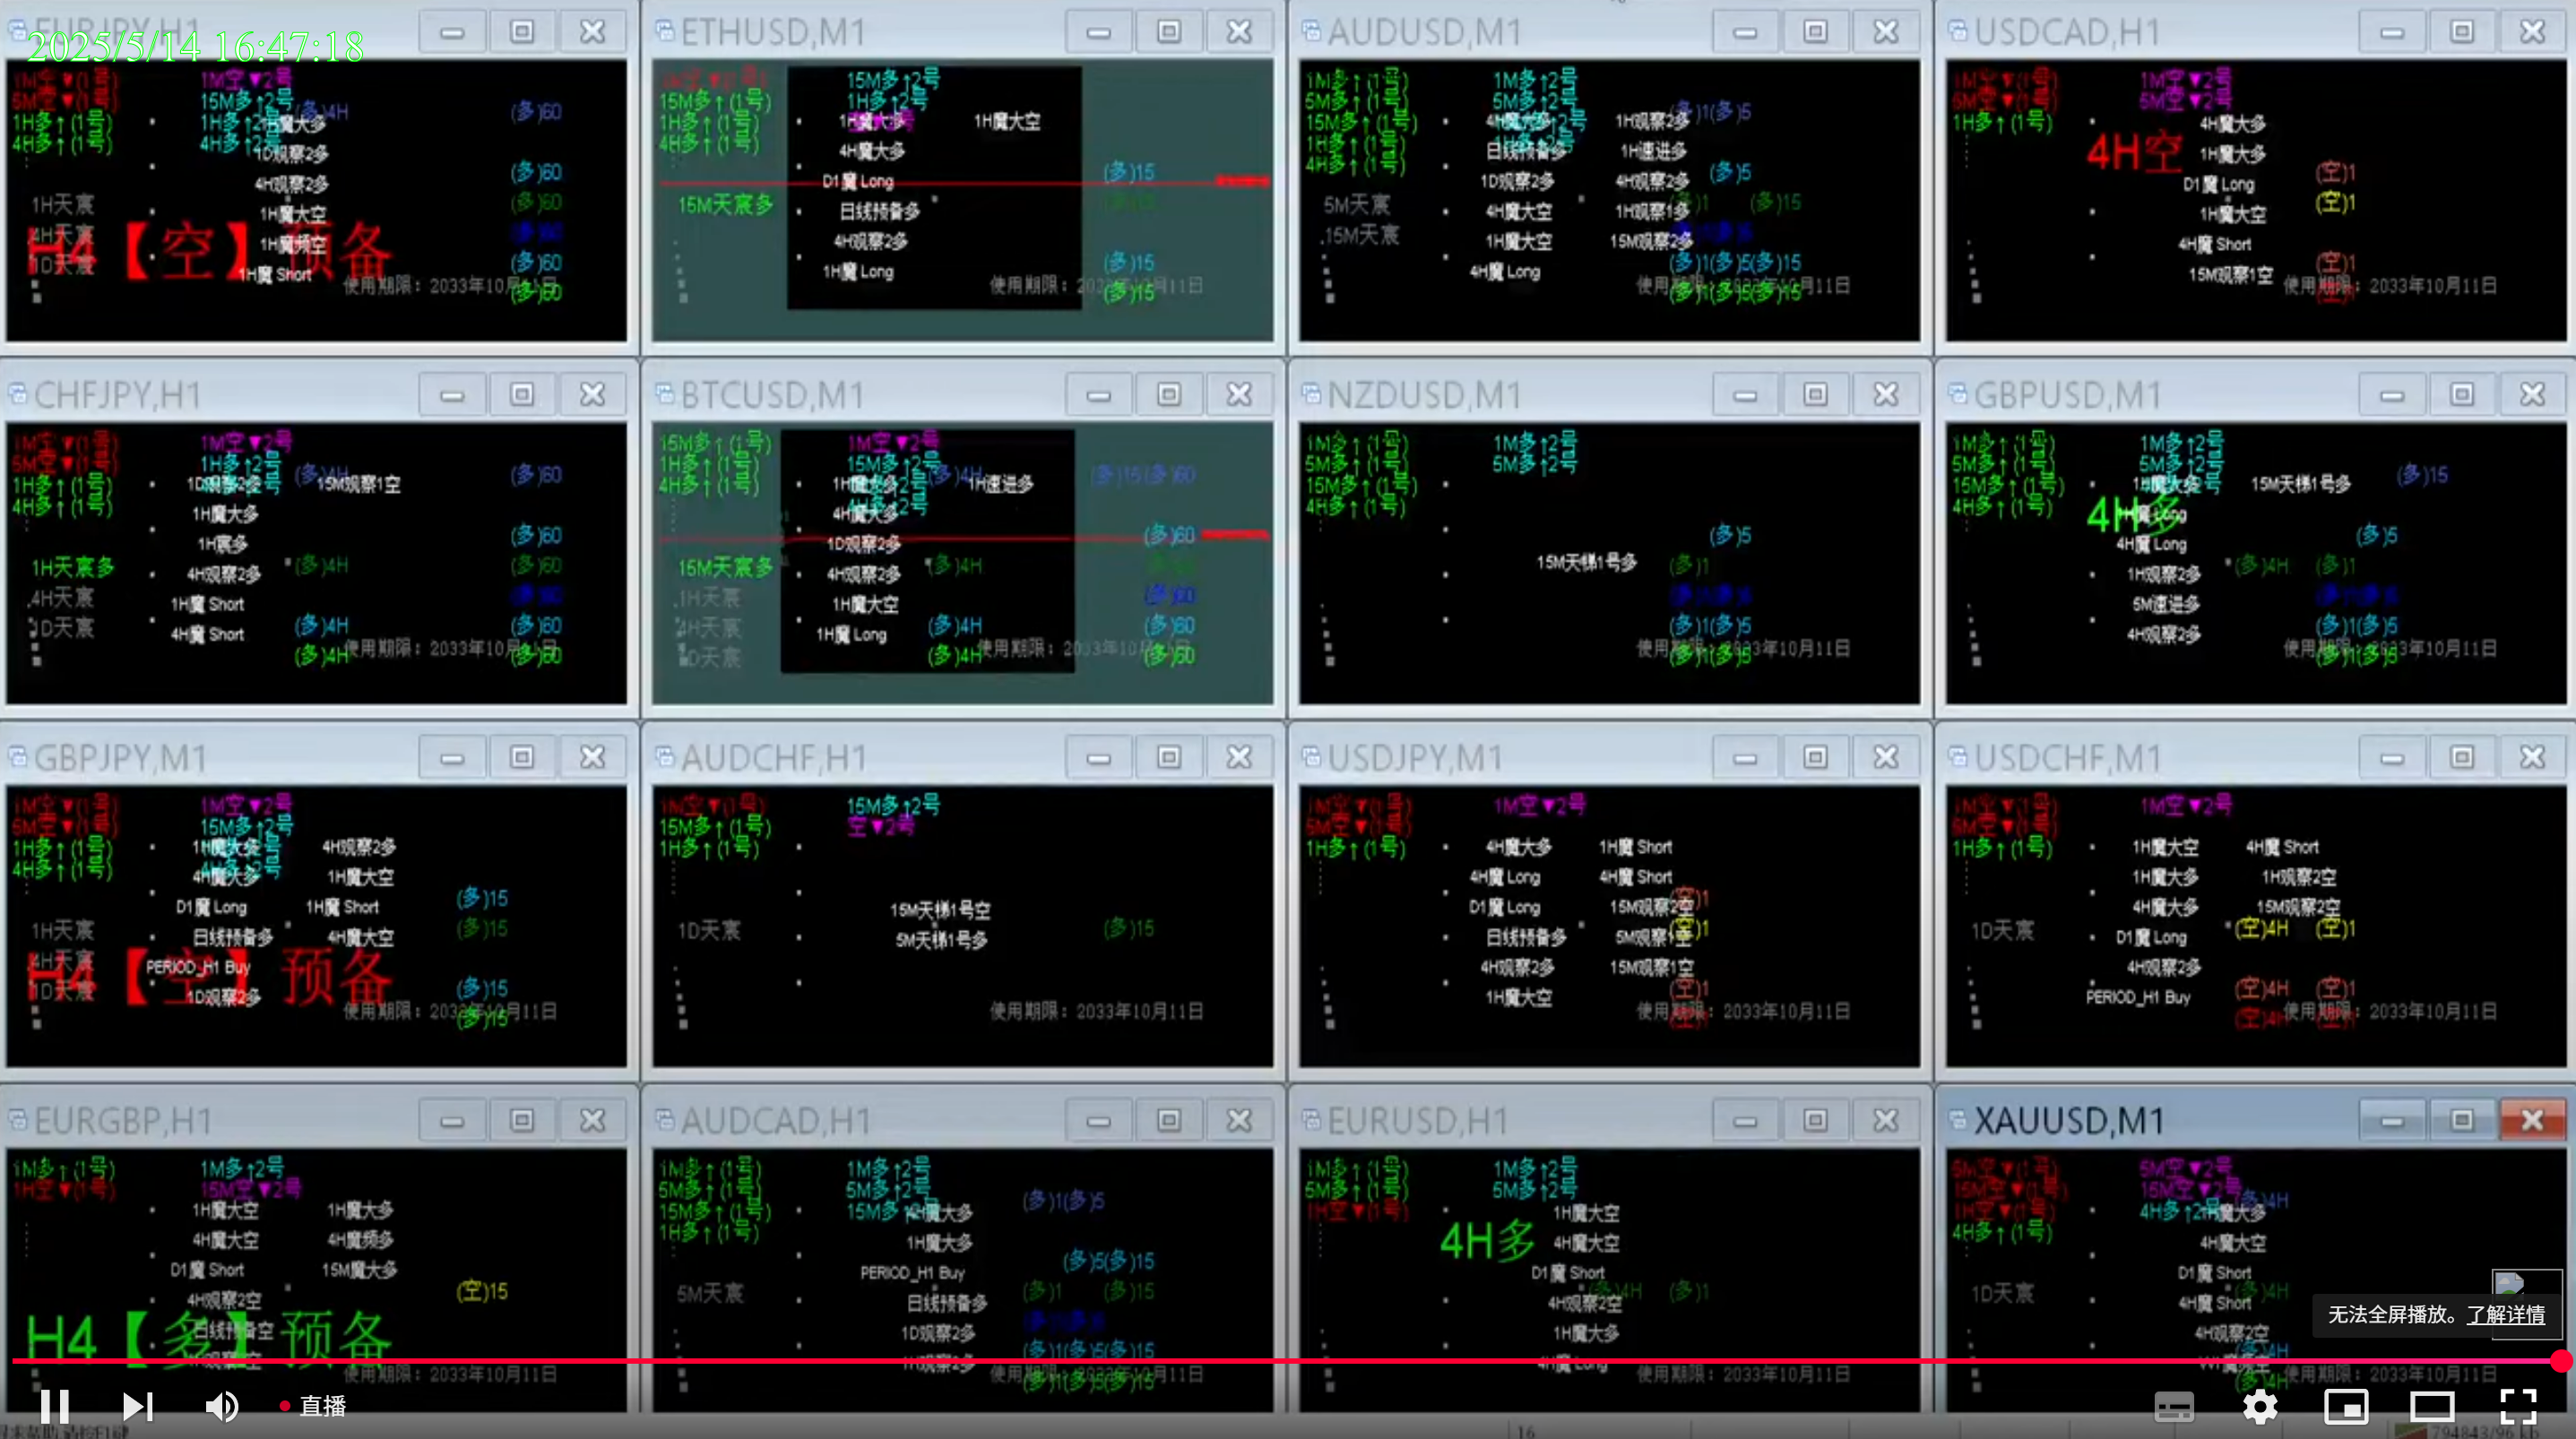 EURJPY,H1
2025/5/14 16:47:18
1M空▼(1号)
5M空▼(1号)
1H多↑(1号)
4H多↑(1号)
1M空▼2号
15M多↑2号
1H多↑2号
4H多↑2号
(多)4H
1H魔大多
1D观察2多
4H观察2多
1H魔大空
1H魔频空
1H魔 Short
(多)60
(多)60
(多)60
(多)60
(多)60
1H天宸
4H天宸
1D天宸
H4【空】预备
使用期限：2033年10月11日
ETHUSD,M1
15M多↑(1号)
1H多↑(1号)
4H多↑(1号)
15M多↑2号
1H多↑2号
1H魔大多
1H魔大空
4H魔大多
D1魔 Long
日线预备多
4H观察2多
1H魔 Long
15M天宸多
(多)15
(多)15
(多)15
使用期限：2033年10月11日
AUDUSD,M1
1M多↑(1号)
5M多↑(1号)
15M多↑(1号)
1H多↑(1号)
4H多↑(1号)
1M多↑2号
5M多↑2号
4H魔大多
日线预备多
1D观察2多
4H魔大空
1H魔大空
4H魔 Long
1H观察2多
1H速进多
4H观察2多
1H观察1多
15M观察2多
(多)1(多)5
(多)5
(多)1 (多)15
(多)1(多)5(多)15
(多)1(多)5(多)15
5M天宸
15M天宸
使用期限：2033年10月11日
USDCAD,H1
1M空▼(1号)
5M空▼(1号)
1H多↑(1号)
1M空▼2号
5M空▼2号
4H空
4H魔大多
1H魔大多
D1魔 Long
1H魔大空
4H魔 Short
15M观察1空
(空)1
(空)1
(空)1
(空)1
使用期限：2033年10月11日
CHFJPY,H1
1M空▼(1号)
5M空▼(1号)
1H多↑(1号)
4H多↑(1号)
1M空▼2号
1H多↑2号
1D观察2多
(多)4H
15M观察1空
1H魔大多
1H宸多
4H观察2多
1H魔 Short
4H魔 Short
(多)4H
(多)4H
(多)4H
(多)60
(多)60
(多)60
(多)60
(多)60
1H天宸多
4H天宸
1D天宸
使用期限：2033年10月11日
BTCUSD,M1
15M多↑(1号)
1H多↑(1号)
4H多↑(1号)
1M空▼2号
15M多↑2号
1H魔大多
(多)4H
1H速进多
4H魔大多
1D观察2多
4H观察2多
1H魔大空
1H魔 Long
(多)4H
(多)4H
(多)4H
(多)15(多)60
(多)60
(多)60
(多)60
(多)60
15M天宸多
1H天宸
4H天宸
1D天宸
使用期限：2033年10月11日
NZDUSD,M1
1M多↑(1号)
5M多↑(1号)
15M多↑(1号)
4H多↑(1号)
1M多↑2号
5M多↑2号
15M天梯1号多
(多)5
(多)1
(多)1(多)5
(多)1(多)5
使用期限：2033年10月11日
GBPUSD,M1
1M多↑(1号)
5M多↑(1号)
15M多↑(1号)
4H多↑(1号)
1M多↑2号
5M多↑2号
1H魔大多
15M天梯1号多
4H多
4H魔 Long
1H观察2多
5M速进多
4H观察2多
(多)15
(多)5
(多)4H (多)1
(多)1(多)5
(多)1(多)5
使用期限：2033年10月11日
GBPJPY,M1
1M空▼(1号)
5M空▼(1号)
1H多↑(1号)
4H多↑(1号)
1M空▼2号
15M多↑2号
1H魔大多
4H魔大多
D1魔 Long
日线预备多
PERIOD_H1 Buy
1D观察2多
4H观察2多
1H魔大空
1H魔 Short
4H魔大空
(多)15
(多)15
(多)15
(多)15
1H天宸
4H天宸
1D天宸
H4【空】预备
使用期限：2033年10月11日
AUDCHF,H1
1M空▼(1号)
15M多↑(1号)
1H多↑(1号)
15M多↑2号
空▼2号
15M天梯1号空
5M天梯1号多
(多)15
1D天宸
使用期限：2033年10月11日
USDJPY,M1
1M空▼(1号)
5M空▼(1号)
1H多↑(1号)
1M空▼2号
4H魔大多
4H魔 Long
D1魔 Long
日线预备多
4H观察2多
1H魔大空
1H魔 Short
4H魔 Short
15M观察2空
5M观察1空
15M观察1空
(空)1
(空)1
(空)1
(空)1
使用期限：2033年10月11日
USDCHF,M1
1M空▼(1号)
5M空▼(1号)
1H多↑(1号)
1M空▼2号
1H魔大空
1H魔大多
4H魔大多
D1魔 Long
4H观察2多
PERIOD_H1 Buy
4H魔 Short
1H观察2空
15M观察2空
(空)4H (空)1
(空)4H (空)1
(空)4H (空)1
1D天宸
使用期限：2033年10月11日
EURGBP,H1
1M多↑(1号)
1H空▼(1号)
1M多↑2号
15M空▼2号
1H魔大空
4H魔大空
D1魔 Short
4H观察2空
日线预备空
1H魔大多
4H魔频多
15M魔大多
(空)15
H4【多】预备
使用期限：2033年10月11日
AUDCAD,H1
1M多↑(1号)
5M多↑(1号)
15M多↑(1号)
1H多↑(1号)
1M多↑2号
5M多↑2号
15M多↑2号
4H魔大多
1H魔大多
PERIOD_H1 Buy
日线预备多
1D观察2多
1H观察2多
(多)1(多)5
(多)5(多)15
(多)1 (多)15
(多)1(多)5(多)15
(多)1(多)5(多)15
5M天宸
使用期限：2033年10月11日
EURUSD,H1
1M多↑(1号)
5M多↑(1号)
1H空▼(1号)
1M多↑2号
5M多↑2号
4H多
1H魔大空
4H魔大空
D1魔 Short
4H观察2空
1H魔大多
4H魔 Long
(多)4H (多)1
使用期限：2033年10月11日
XAUUSD,M1
5M空▼(1号)
15M空▼(1号)
1H空▼(1号)
4H多↑(1号)
5M空▼2号
15M空▼2号
4H多↑2号
(多)4H
1H魔大多
4H魔大空
D1魔 Short
4H魔 Short
4H观察2空
(多)4H
(多)4H
(多)4H
1D天宸
使用期限：2033年10月11日
无法全屏播放。了解详情
直播
16
794843/96 kb